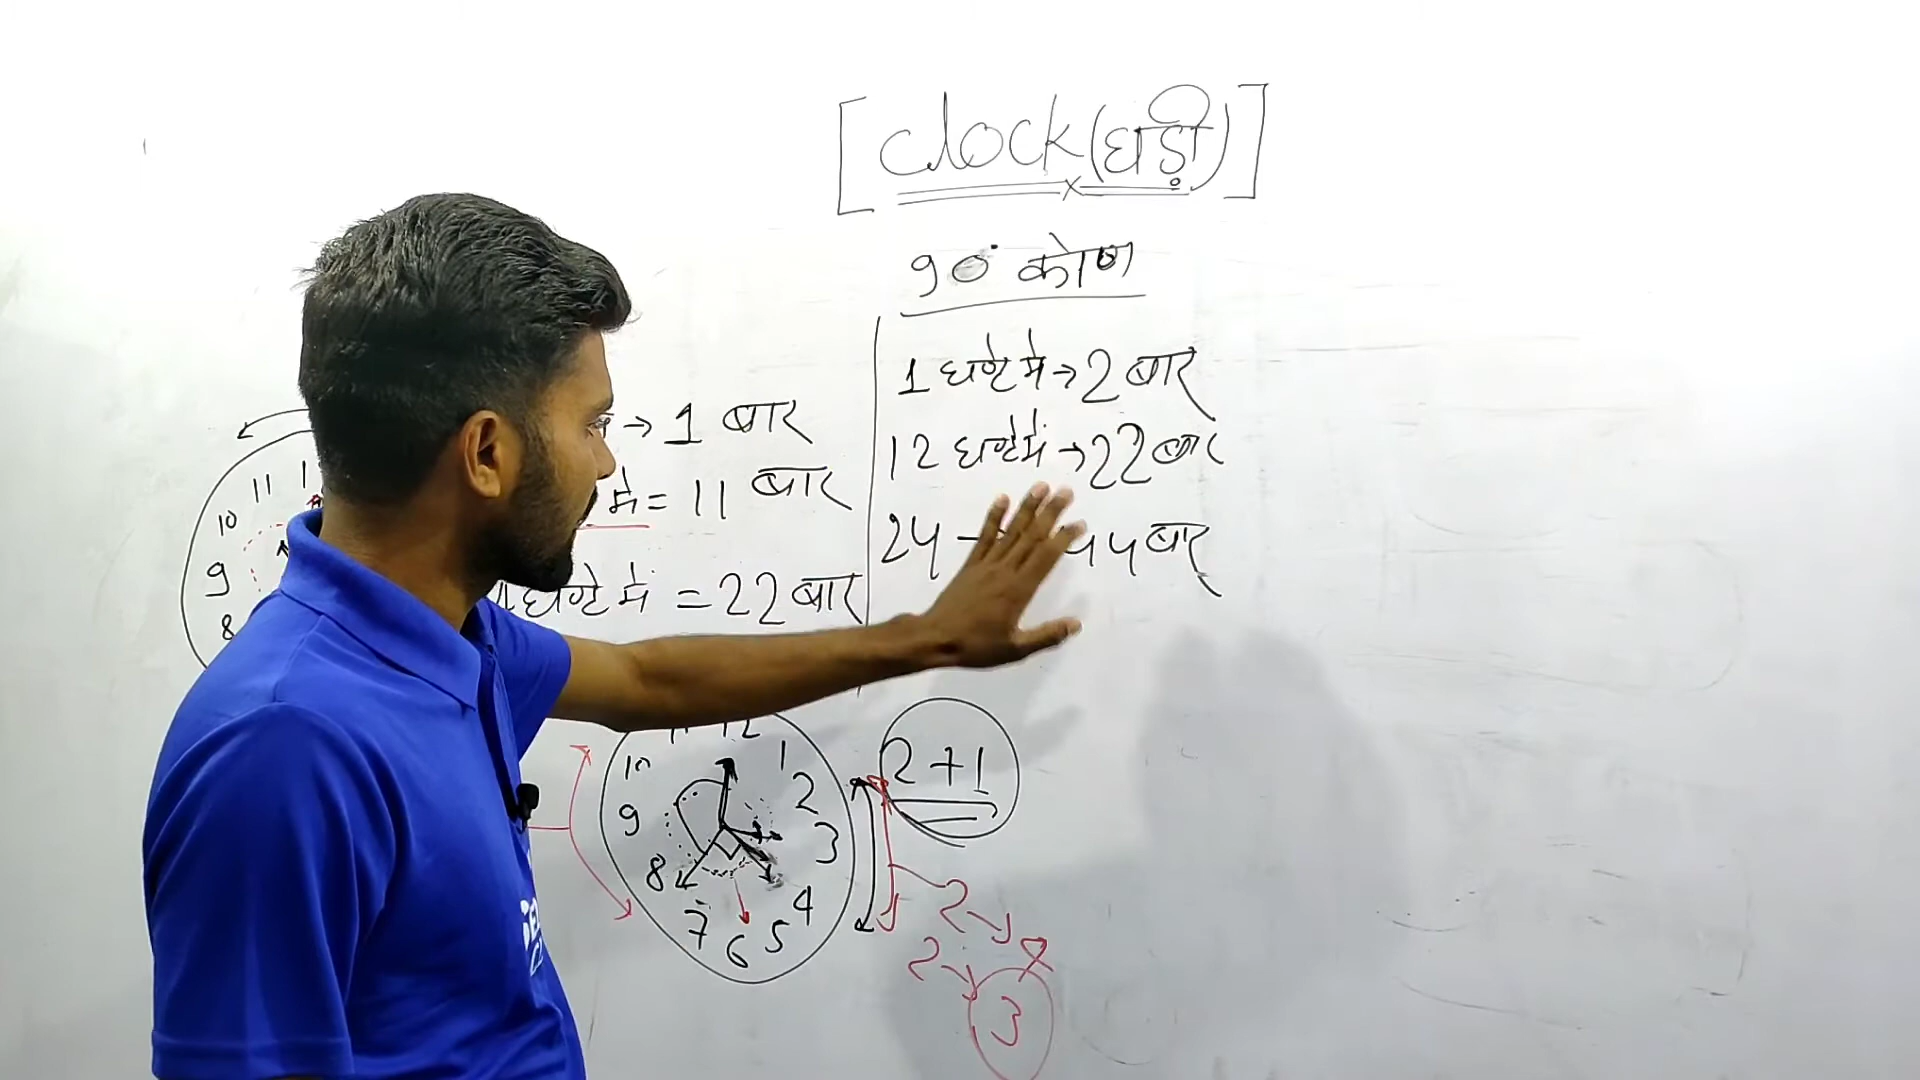 [clock(घड़ी)]
90° कोण
→ 1 बार
में = 11 बार
घण्टे में = 22 बार
1 घण्टे में → 2 बार
12 घण्टे में → 22 बार
24 → 44 बार
11 1
10
9
8
12
1
2
3
4
5
6
7
8
9
10
2+1
2
2
3